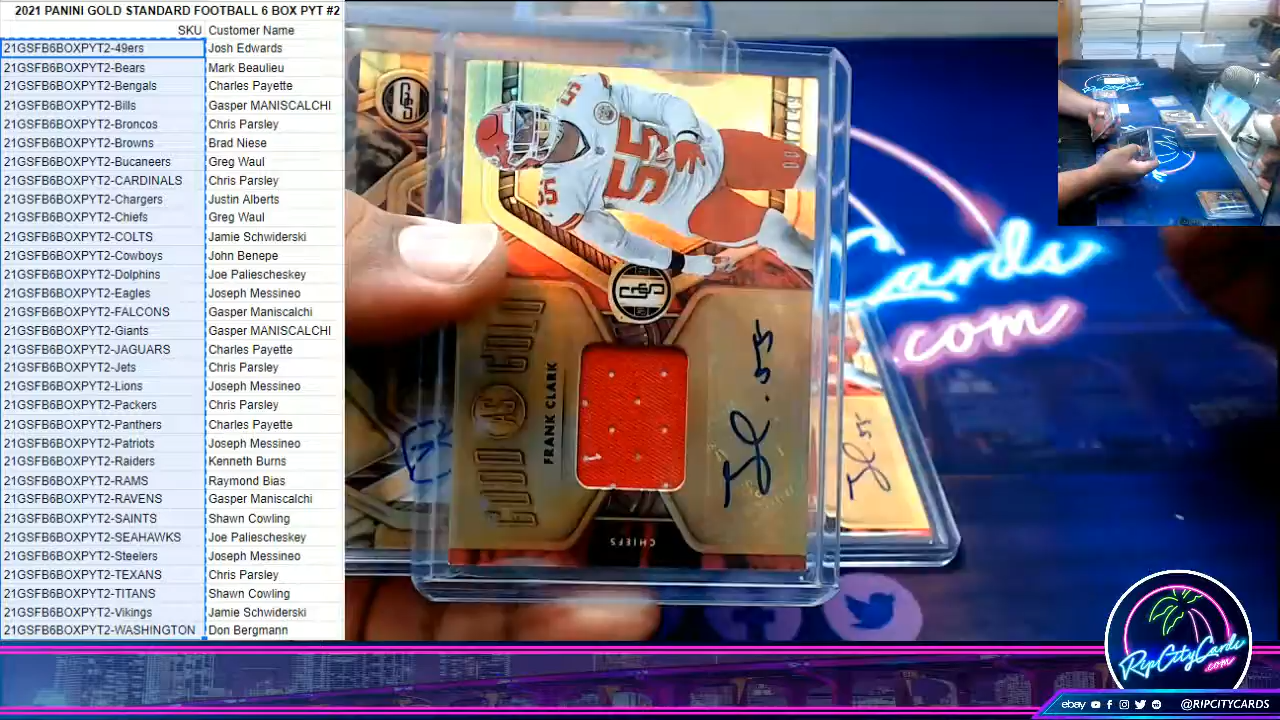 2021 PANINI GOLD STANDARD FOOTBALL 6 BOX PYT #2
SKU Customer Name
21GSFB6BOXPYT2-49ers Josh Edwards
21GSFB6BOXPYT2-Bears Mark Beaulieu
21GSFB6BOXPYT2-Bengals Charles Payette
21GSFB6BOXPYT2-Bills Gasper MANISCALCHI
21GSFB6BOXPYT2-Broncos Chris Parsley
21GSFB6BOXPYT2-Browns Brad Niese
21GSFB6BOXPYT2-Bucaneers Greg Waul
21GSFB6BOXPYT2-CARDINALS Chris Parsley
21GSFB6BOXPYT2-Chargers Justin Alberts
21GSFB6BOXPYT2-Chiefs Greg Waul
21GSFB6BOXPYT2-COLTS Jamie Schwiderski
21GSFB6BOXPYT2-Cowboys John Benepe
21GSFB6BOXPYT2-Dolphins Joe Paliescheskey
21GSFB6BOXPYT2-Eagles Joseph Messineo
21GSFB6BOXPYT2-FALCONS Gasper Maniscalchi
21GSFB6BOXPYT2-Giants Gasper MANISCALCHI
21GSFB6BOXPYT2-JAGUARS Charles Payette
21GSFB6BOXPYT2-Jets Chris Parsley
21GSFB6BOXPYT2-Lions Joseph Messineo
21GSFB6BOXPYT2-Packers Chris Parsley
21GSFB6BOXPYT2-Panthers Charles Payette
21GSFB6BOXPYT2-Patriots Joseph Messineo
21GSFB6BOXPYT2-Raiders Kenneth Burns
21GSFB6BOXPYT2-RAMS Raymond Bias
21GSFB6BOXPYT2-RAVENS Gasper Maniscalchi
21GSFB6BOXPYT2-SAINTS Shawn Cowling
21GSFB6BOXPYT2-SEAHAWKS Joe Paliescheskey
21GSFB6BOXPYT2-Steelers Joseph Messineo
21GSFB6BOXPYT2-TEXANS Chris Parsley
21GSFB6BOXPYT2-TITANS Shawn Cowling
21GSFB6BOXPYT2-Vikings Jamie Schwiderski
21GSFB6BOXPYT2-WASHINGTON Don Bergmann
55
55
55
GS
GOOD AS GOLD
FRANK CLARK
CHIEFS
55
Cards
.com
RipCityCards
.com
ebay @RIPCITYCARDS